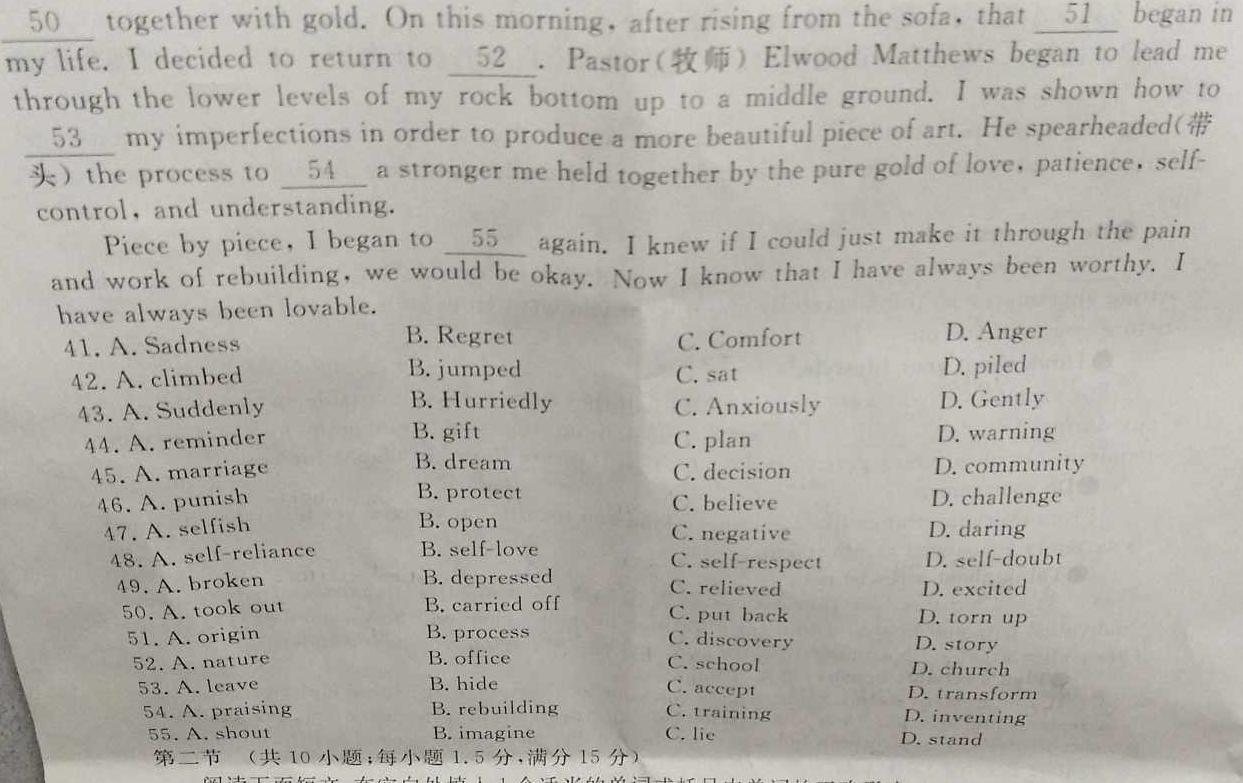 50 together with gold. On this morning, after rising from the sofa, that 51 began in
my life. I decided to return to 52 . Pastor(牧师) Elwood Matthews began to lead me
through the lower levels of my rock bottom up to a middle ground. I was shown how to
53 my imperfections in order to produce a more beautiful piece of art. He spearheaded(带
头) the process to 54 a stronger me held together by the pure gold of love, patience, self-
control, and understanding.
Piece by piece, I began to 55 again. I knew if I could just make it through the pain
and work of rebuilding, we would be okay. Now I know that I have always been worthy. I
have always been lovable.
41. A. Sadness B. Regret C. Comfort D. Anger
42. A. climbed B. jumped C. sat D. piled
43. A. Suddenly B. Hurriedly C. Anxiously D. Gently
44. A. reminder B. gift C. plan D. warning
45. A. marriage B. dream C. decision D. community
46. A. punish B. protect C. believe D. challenge
47. A. selfish B. open C. negative D. daring
48. A. self-reliance B. self-love C. self-respect D. self-doubt
49. A. broken B. depressed C. relieved D. excited
50. A. took out B. carried off C. put back D. torn up
51. A. origin B. process C. discovery D. story
52. A. nature B. office C. school D. church
53. A. leave B. hide C. accept D. transform
54. A. praising B. rebuilding C. training D. inventing
55. A. shout B. imagine C. lie D. stand
第二节 (共 10 小题;每小题 1.5 分,满分 15 分)